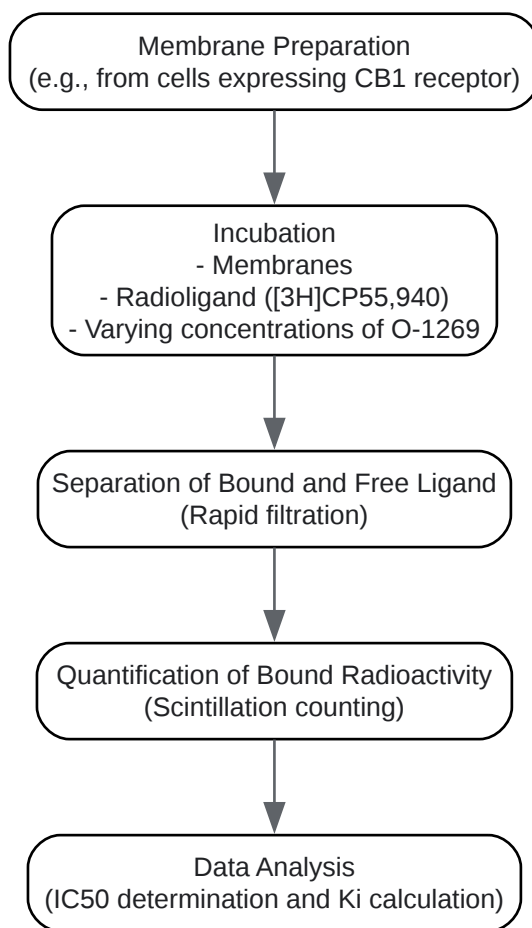 Membrane Preparation
(e.g., from cells expressing CB1 receptor)
Incubation
- Membranes
- Radioligand ([3H]CP55,940)
- Varying concentrations of O-1269
Separation of Bound and Free Ligand
(Rapid filtration)
Quantification of Bound Radioactivity
(Scintillation counting)
Data Analysis
(IC50 determination and Ki calculation)